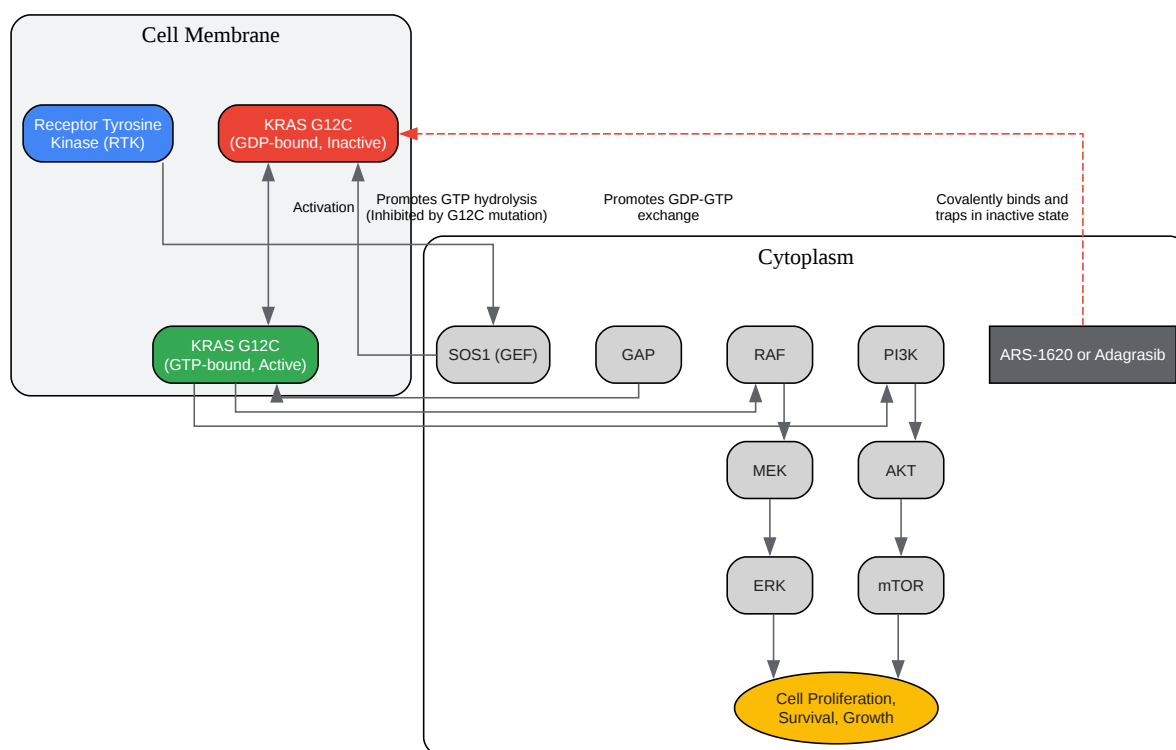 Cell Membrane
Receptor Tyrosine
Kinase (RTK)
KRAS G12C
(GDP-bound, Inactive)
Activation
Promotes GTP hydrolysis
(Inhibited by G12C mutation)
Promotes GDP-GTP
exchange
Covalently binds and
traps in inactive state
Cytoplasm
KRAS G12C
(GTP-bound, Active)
SOS1 (GEF)
GAP
RAF
PI3K
ARS-1620 or Adagrasib
MEK
AKT
ERK
mTOR
Cell Proliferation,
Survival, Growth